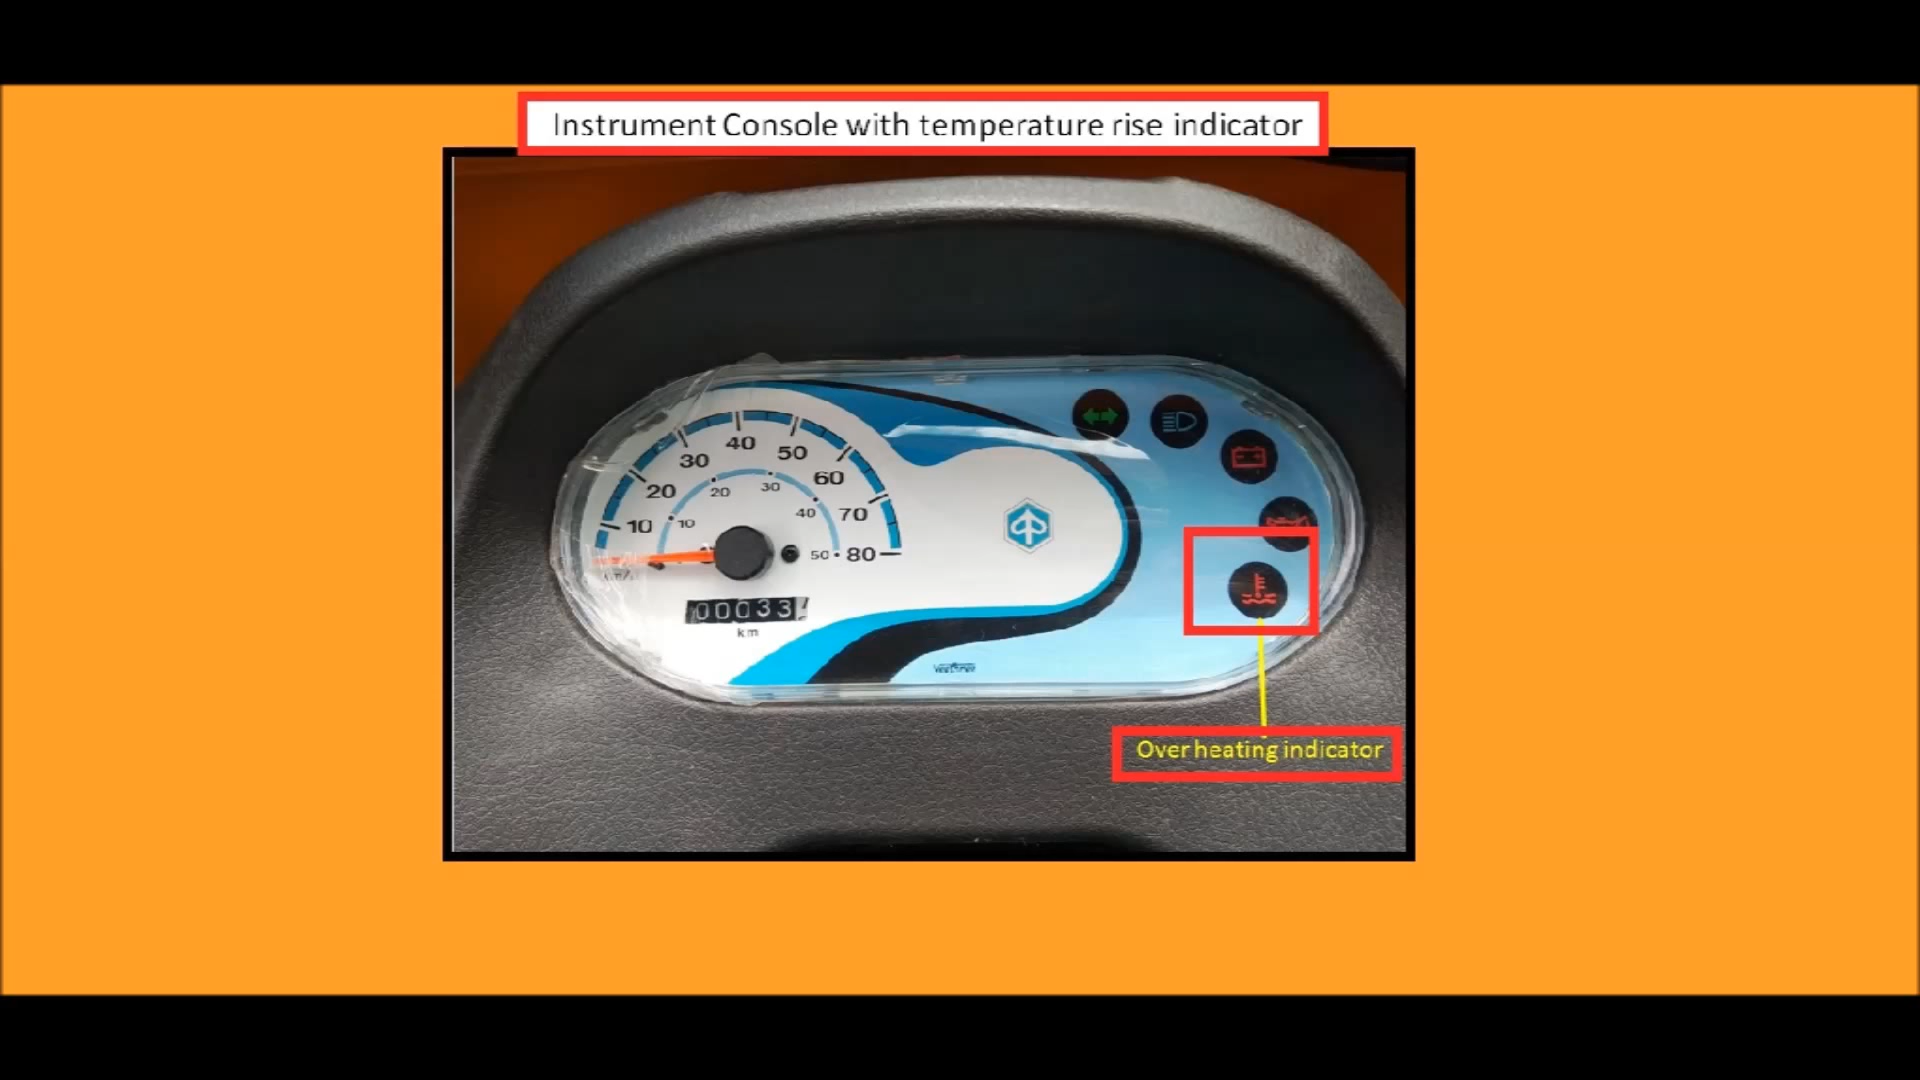 Instrument Console with temperature rise indicator
10 20 30 40 50 60 70 80
10 20 30 40 50
00033
km
Over heating indicator